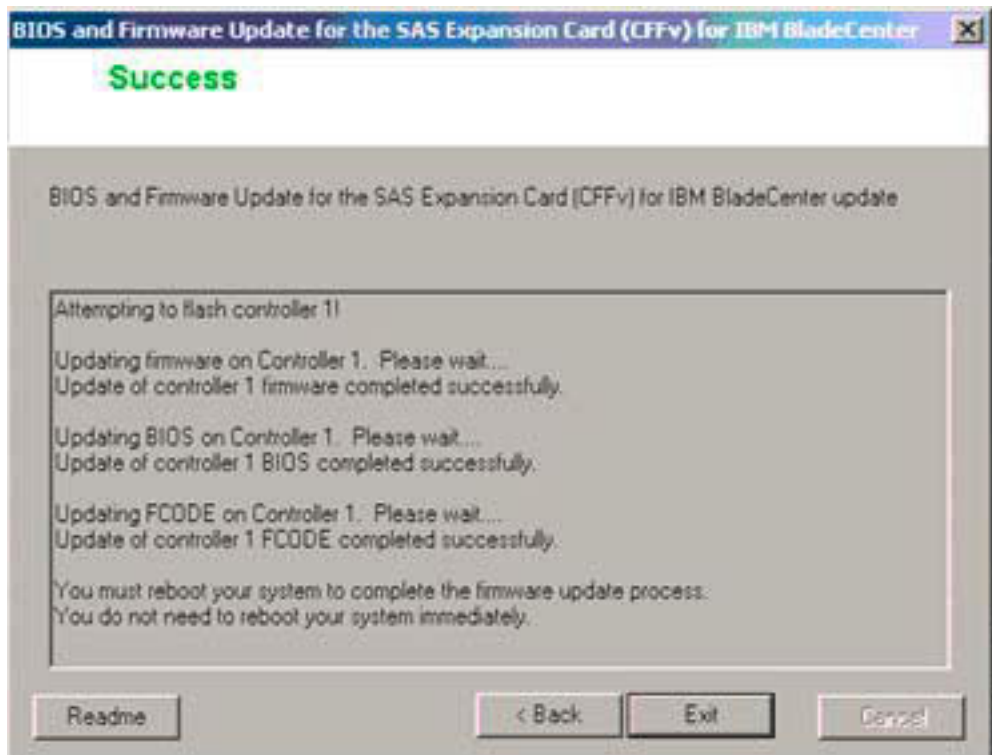 BIOS and Firmware Update for the SAS Expansion Card (CFFv) for IBM BladeCenter
Success
BIOS and Firmware Update for the SAS Expansion Card (CFFv) for IBM BladeCenter update
Attempting to flash controller 1!
Updating firmware on Controller 1. Please wait....
Update of controller 1 firmware completed successfully.
Updating BIOS on Controller 1. Please wait....
Update of controller 1 BIOS completed successfully.
Updating FCODE on Controller 1. Please wait....
Update of controller 1 FCODE completed successfully.
You must reboot your system to complete the firmware update process.
You do not need to reboot your system immediately.
Readme
< Back
Exit
Cancel